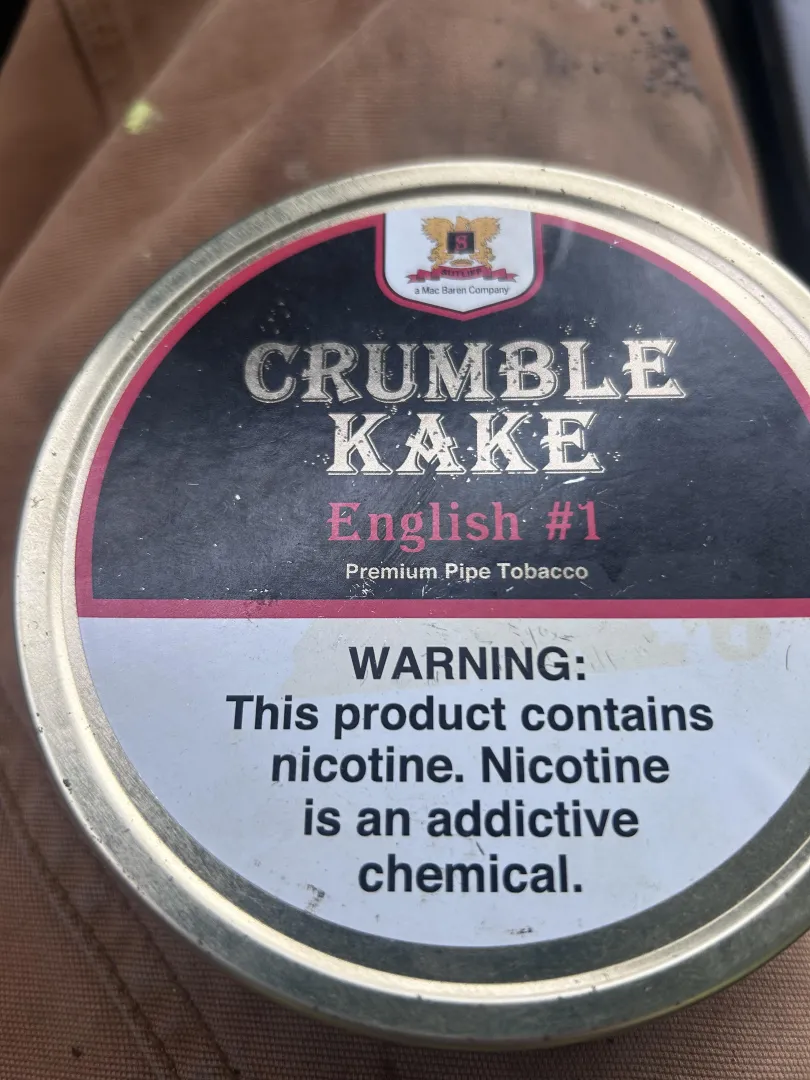 S
SUTLIFF
a Mac Baren Company
CRUMBLE
KAKE
English #1
Premium Pipe Tobacco
WARNING:
This product contains
nicotine. Nicotine
is an addictive
chemical.